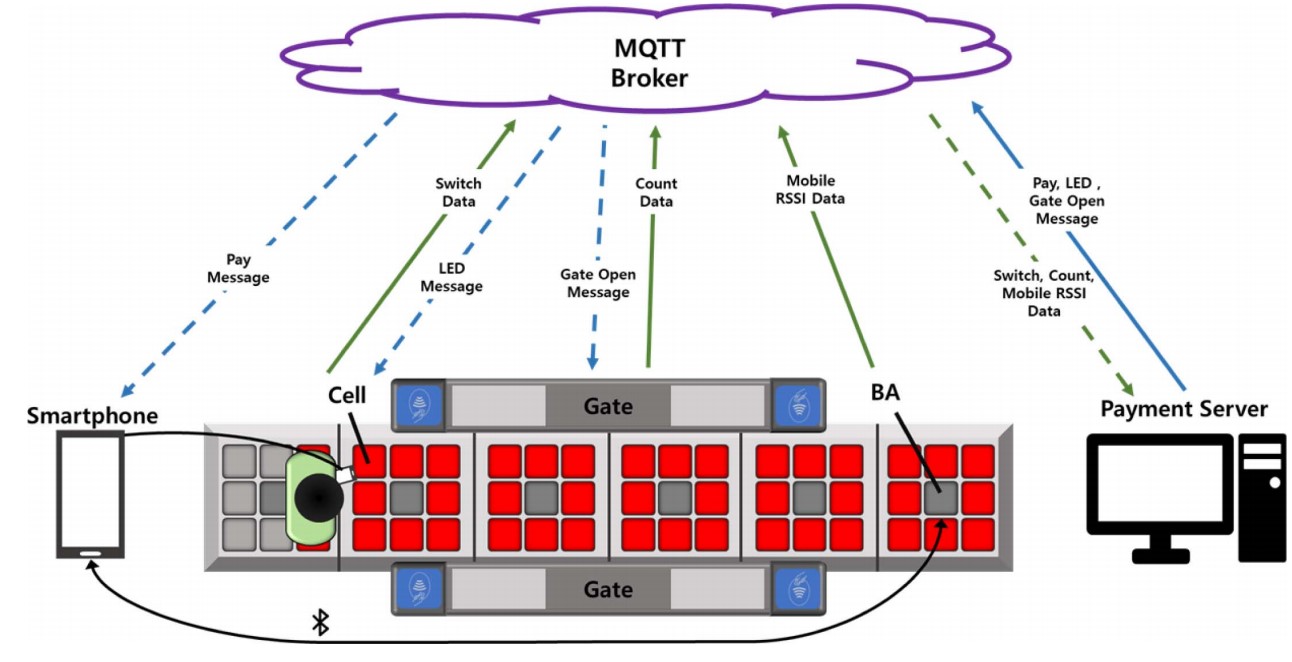 MQTT
Broker
Switch
Data
Count
Data
Mobile
RSSI Data
Pay, LED ,
Gate Open
Message
Pay
Message
LED
Message
Gate Open
Message
Switch, Count,
Mobile RSSI
Data
Smartphone
Cell
Gate
BA
Payment Server
Gate